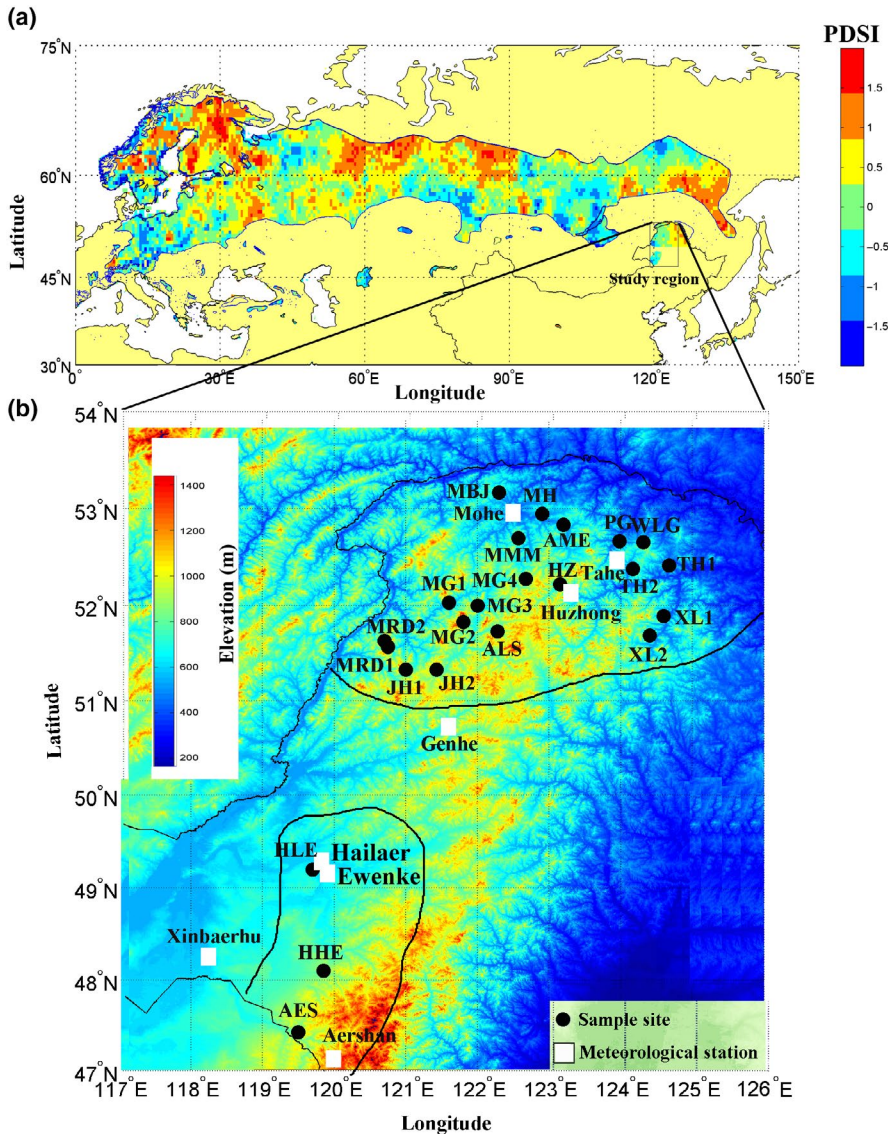 (a)
PDSI
75°N
60°N
45°N
30°N
Latitude
1.5
1
0.5
0
-0.5
-1
-1.5
Study region
0° 30°E 60°E 90°E 120°E 150°E
Longitude
(b)
54°N
53°N
52°N
51°N
50°N
49°N
48°N
47°N
Latitude
1400
1200
1000
800
600
400
200
Elevation (m)
MBJ
MH
Mohe
AME
PG
WLG
MMM
MG4
HZ
Tahe
TH1
TH2
MG1
MG3
Huzhong
XL1
MRD2
MG2
ALS
XL2
MRD1
JH1
JH2
Genhe
HLE
Hailaer
Ewenke
Xinbaerhu
HHE
AES
Aershan
Sample site
Meteorological station
117°E 118°E 119°E 120°E 121°E 122°E 123°E 124°E 125°E 126°E
Longitude